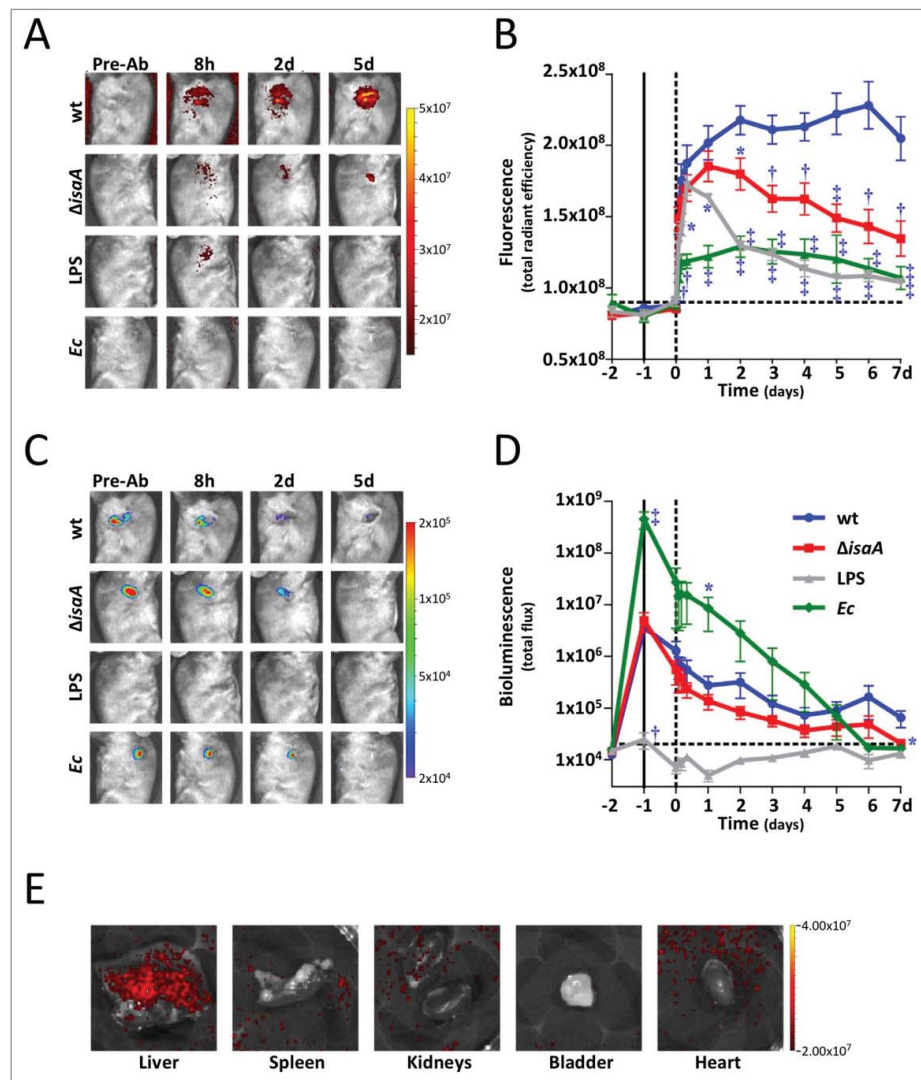 A
Pre-Ab 8h 2d 5d
wt
ΔisaA
LPS
Ec
5x10⁷
4x10⁷
3x10⁷
2x10⁷
B
2.5x10⁸
2.0x10⁸
1.5x10⁸
1.0x10⁸
0.5x10⁸
Fluorescence
(total radiant efficiency)
* * * † † † † †
‡ ‡ ‡ ‡ ‡ ‡ ‡
‡ ‡ ‡ ‡ ‡ ‡ ‡ ‡
-2 -1 0 1 2 3 4 5 6 7d
Time (days)
C
Pre-Ab 8h 2d 5d
wt
ΔisaA
LPS
Ec
2x10⁵
1x10⁵
5x10⁴
2x10⁴
D
1x10⁹
1x10⁸
1x10⁷
1x10⁶
1x10⁵
1x10⁴
Bioluminescence
(total flux)
‡
*
†
*
wt
ΔisaA
LPS
Ec
-2 -1 0 1 2 3 4 5 6 7d
Time (days)
E
4.00x10⁷
2.00x10⁷
Liver Spleen Kidneys Bladder Heart